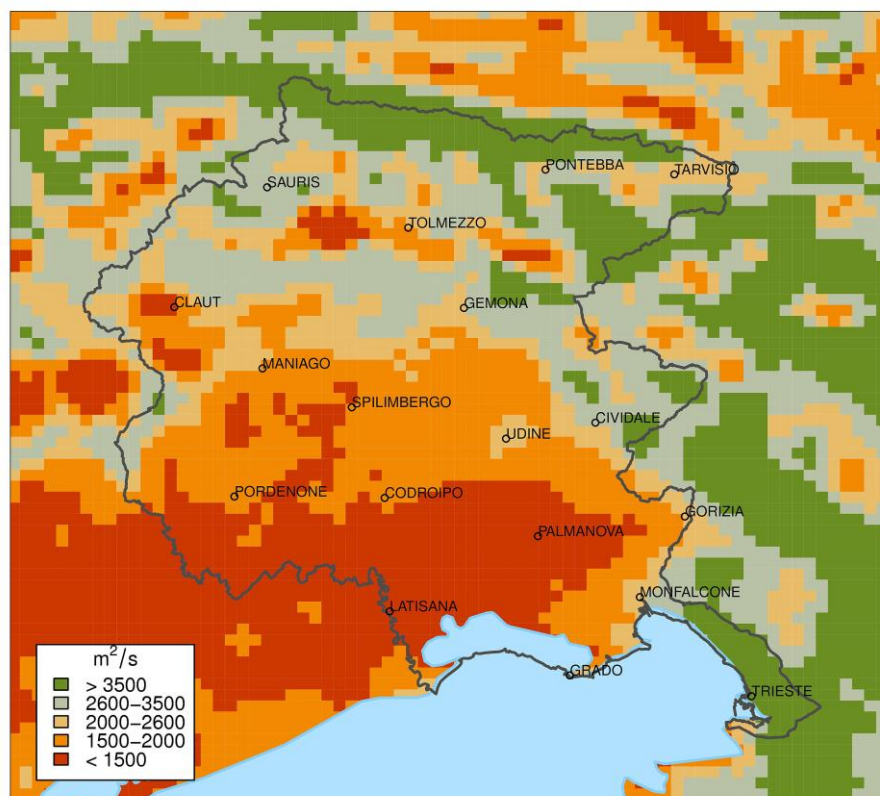 PONTEBBA
TARVISIO
SAURIS
TOLMEZZO
CLAUT
GEMONA
MANIAGO
SPILIMBERGO
CIVIDALE
UDINE
PORDENONE
CODROIPO
GORIZIA
PALMANOVA
MONFALCONE
LATISANA
GRADO
TRIESTE
m²/s
> 3500
2600−3500
2000−2600
1500−2000
< 1500